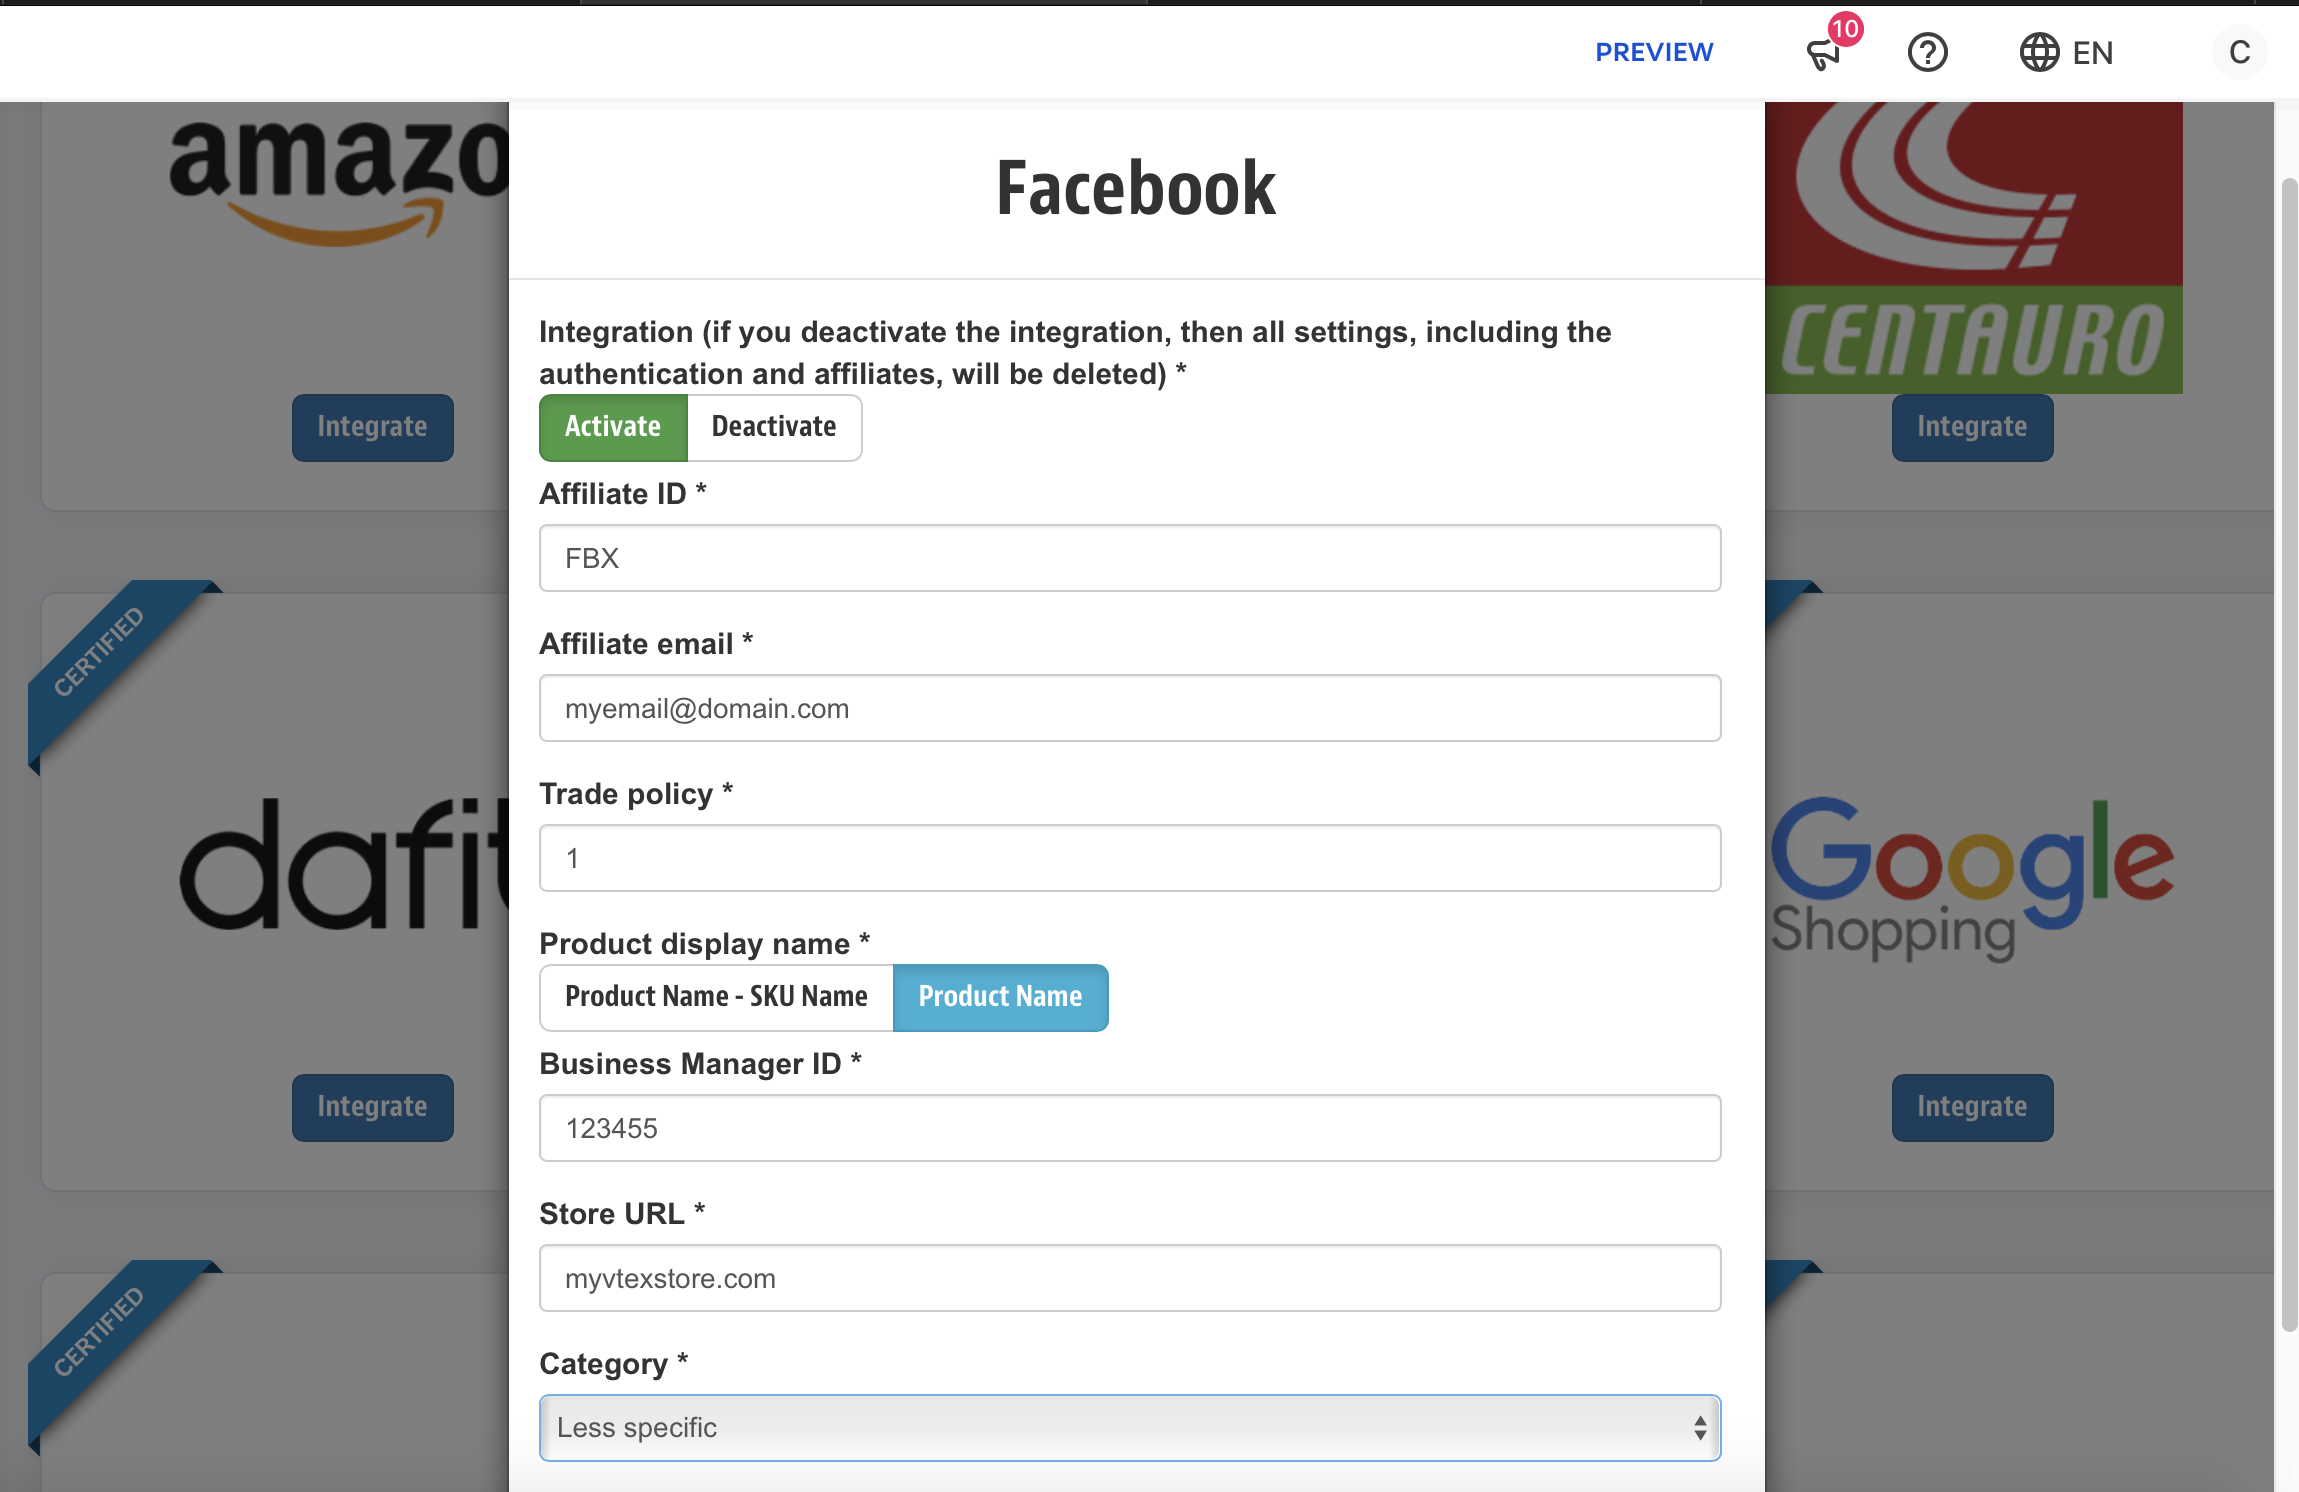 PREVIEW
10
EN
C
amazo
Facebook
CENTAURO
Integration (if you deactivate the integration, then all settings, including the
authentication and affiliates, will be deleted) *
Integrate
Activate
Deactivate
Integrate
Affiliate ID *
FBX
CERTIFIED
Affiliate email *
myemail@domain.com
Trade policy *
1
dafit
Google
Shopping
Product display name *
Product Name - SKU Name
Product Name
Business Manager ID *
Integrate
123455
Integrate
Store URL *
myvtexstore.com
CERTIFIED
Category *
Less specific